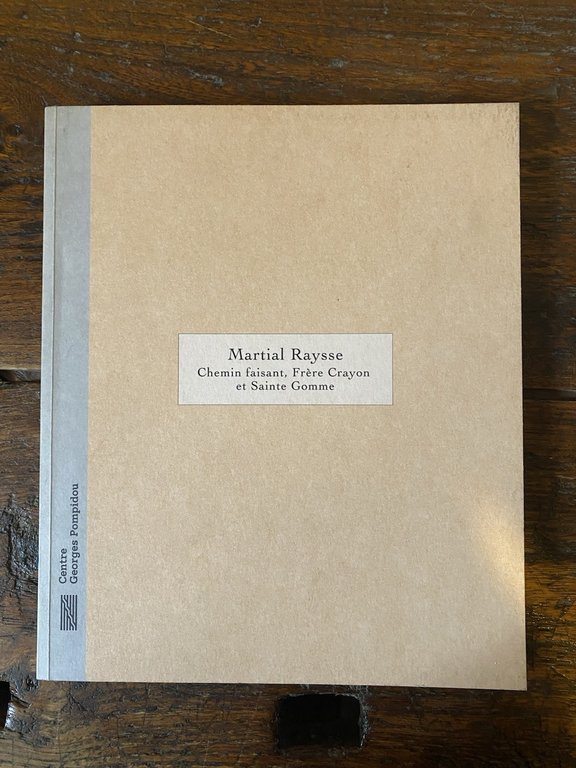 Martial Raysse
Chemin faisant, Frère Crayon
et Sainte Gomme
Centre
Georges Pompidou